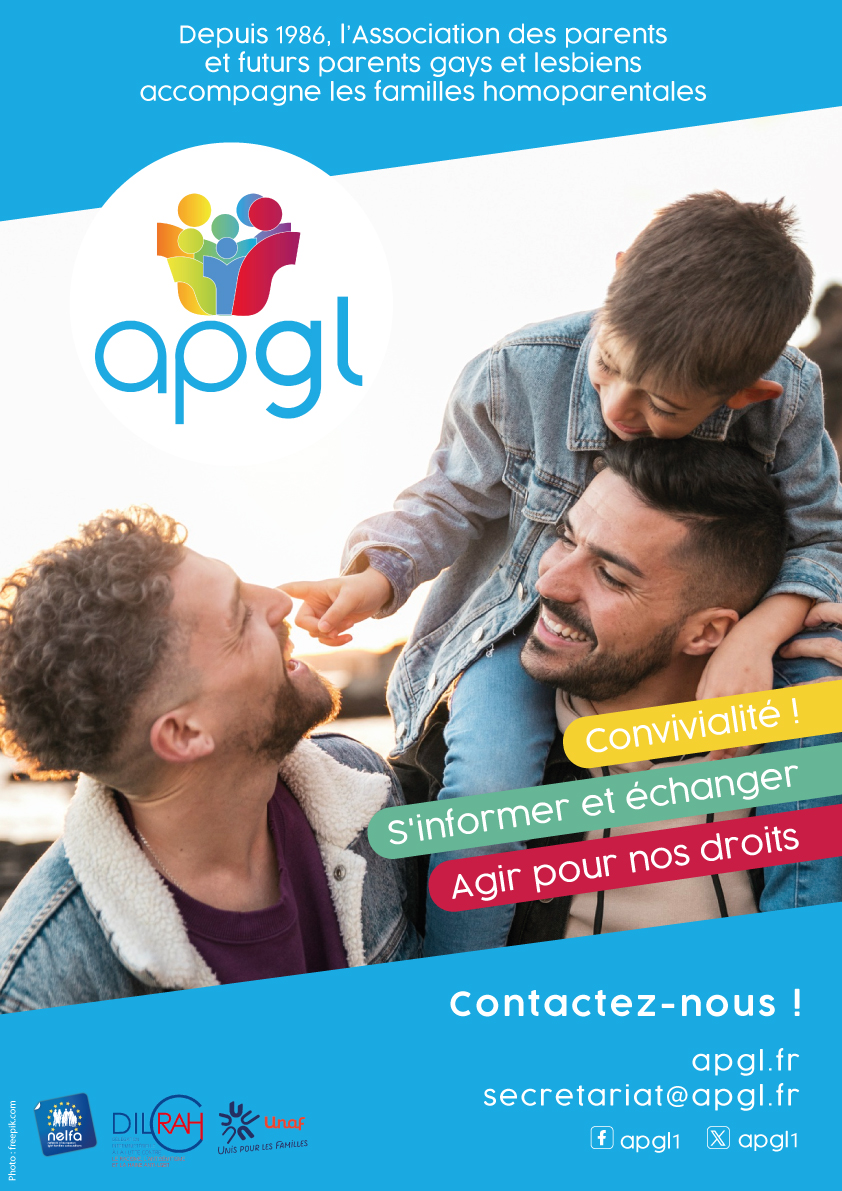 Depuis 1986, l'Association des parents
et futurs parents gays et lesbiens
accompagne les familles homoparentales
apgl
Convivialité !
S'informer et échanger
Agir pour nos droits
Contactez-nous !
apgl.fr
secretariat@apgl.fr
apgl1
apgl1
nelfa
DILCRAH
Unaf
Unis pour les Familles
Photo : freepik.com